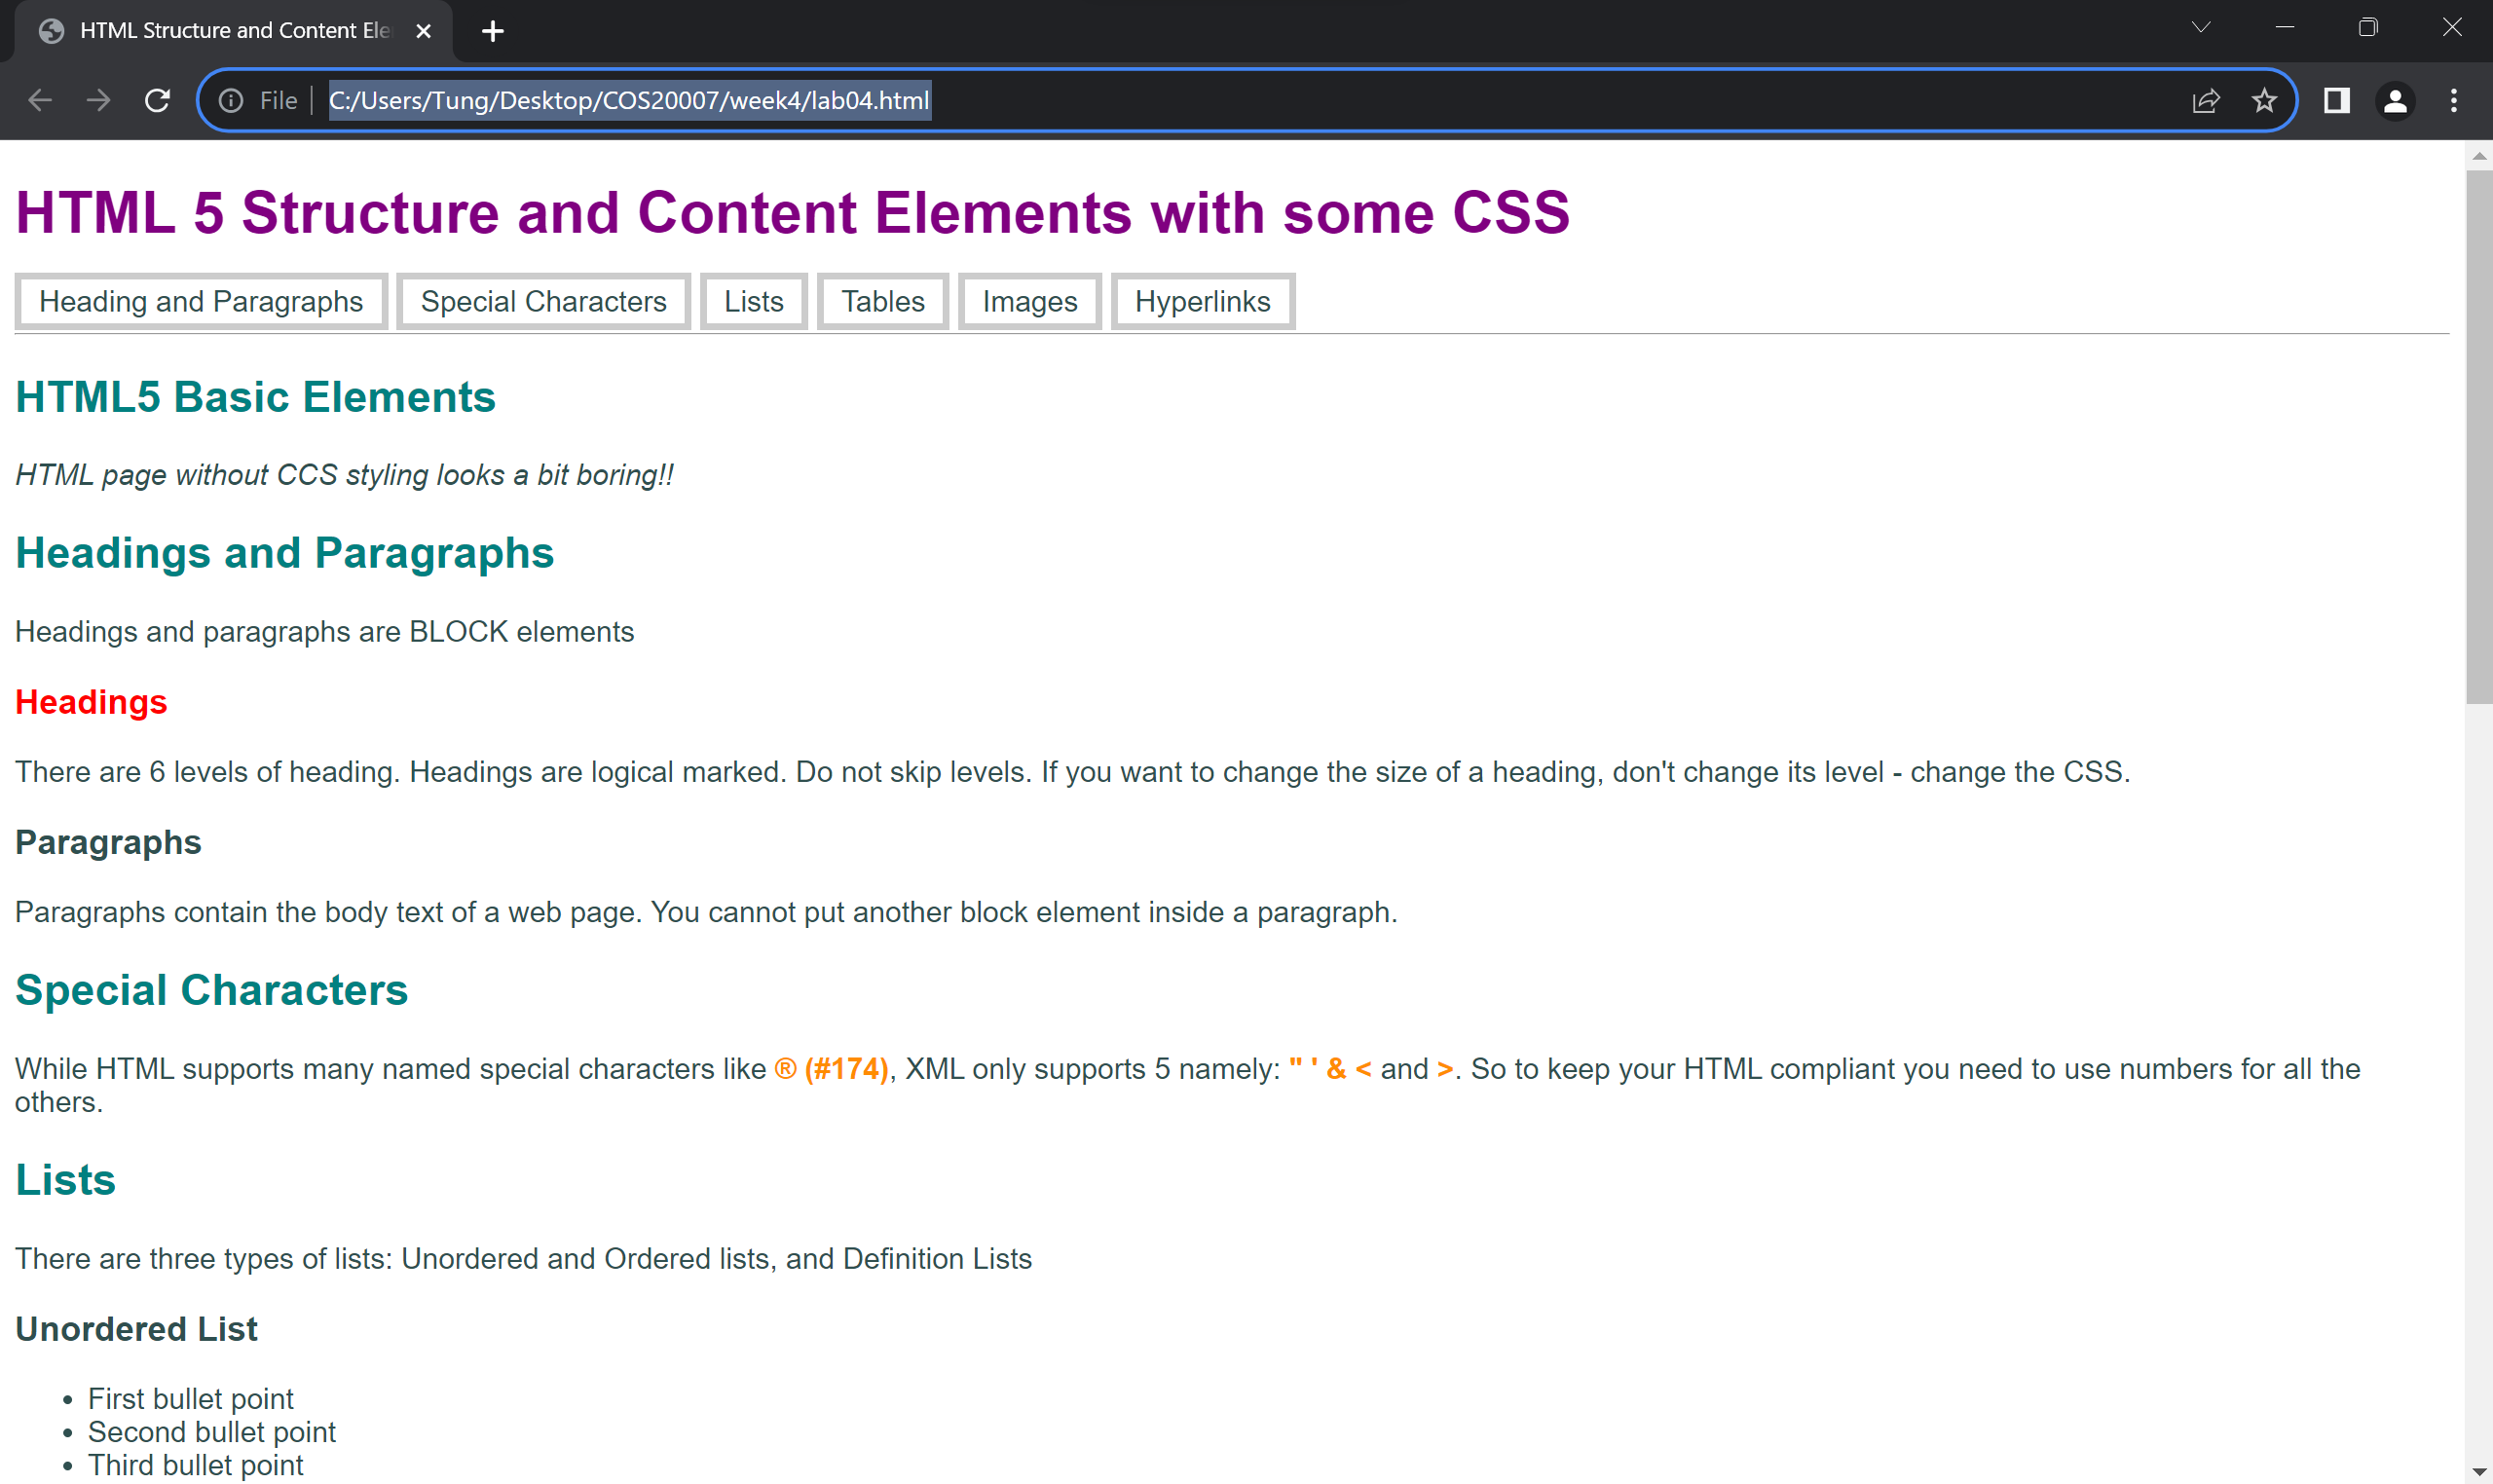 HTML Structure and Content Ele
File C:/Users/Tung/Desktop/COS20007/week4/lab04.html
HTML 5 Structure and Content Elements with some CSS
Heading and Paragraphs Special Characters Lists Tables Images Hyperlinks
HTML5 Basic Elements
HTML page without CCS styling looks a bit boring!!
Headings and Paragraphs
Headings and paragraphs are BLOCK elements
Headings
There are 6 levels of heading. Headings are logical marked. Do not skip levels. If you want to change the size of a heading, don't change its level - change the CSS.
Paragraphs
Paragraphs contain the body text of a web page. You cannot put another block element inside a paragraph.
Special Characters
While HTML supports many named special characters like ® (#174), XML only supports 5 namely: " ' & < and >. So to keep your HTML compliant you need to use numbers for all the
others.
Lists
There are three types of lists: Unordered and Ordered lists, and Definition Lists
Unordered List
• First bullet point
• Second bullet point
• Third bullet point